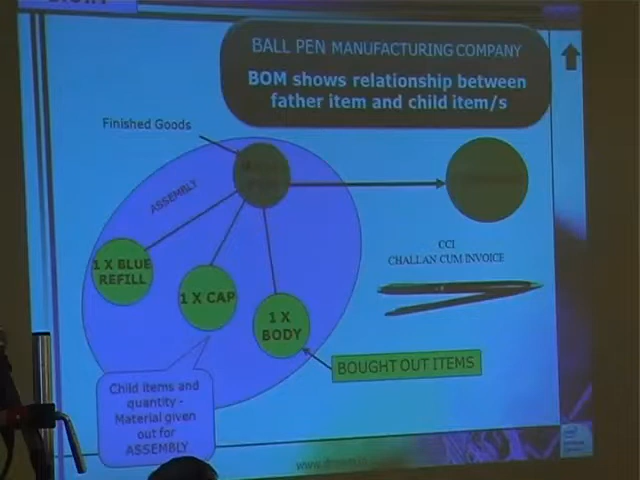 BALL PEN MANUFACTURING COMPANY
BOM shows relationship between
father item and child item/s
Finished Goods
ASSEMBLY
1 X BLUE
REFILL
1 X CAP
1 X
BODY
CCI
CHALLAN CUM INVOICE
BOUGHT OUT ITEMS
Child items and
quantity -
Material given
out for
ASSEMBLY